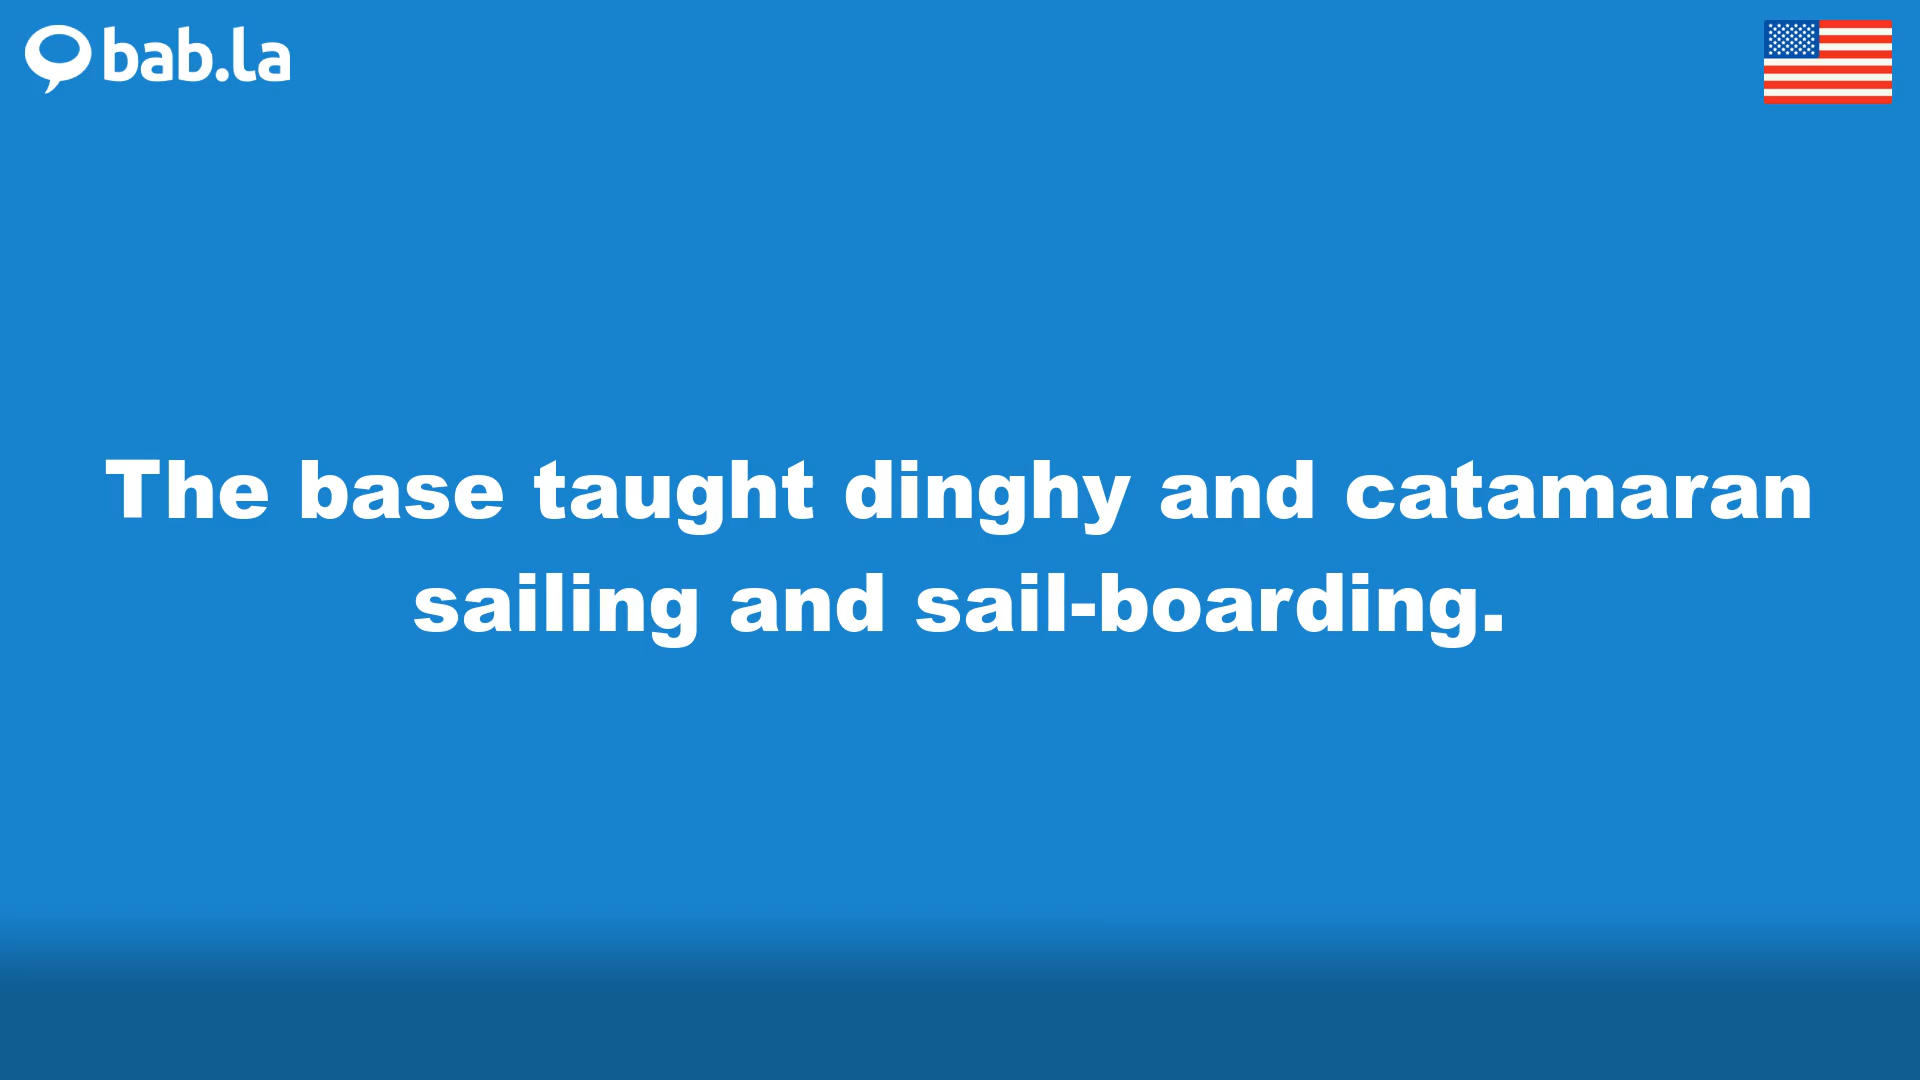 bab.la
The base taught dinghy and catamaran
sailing and sail-boarding.